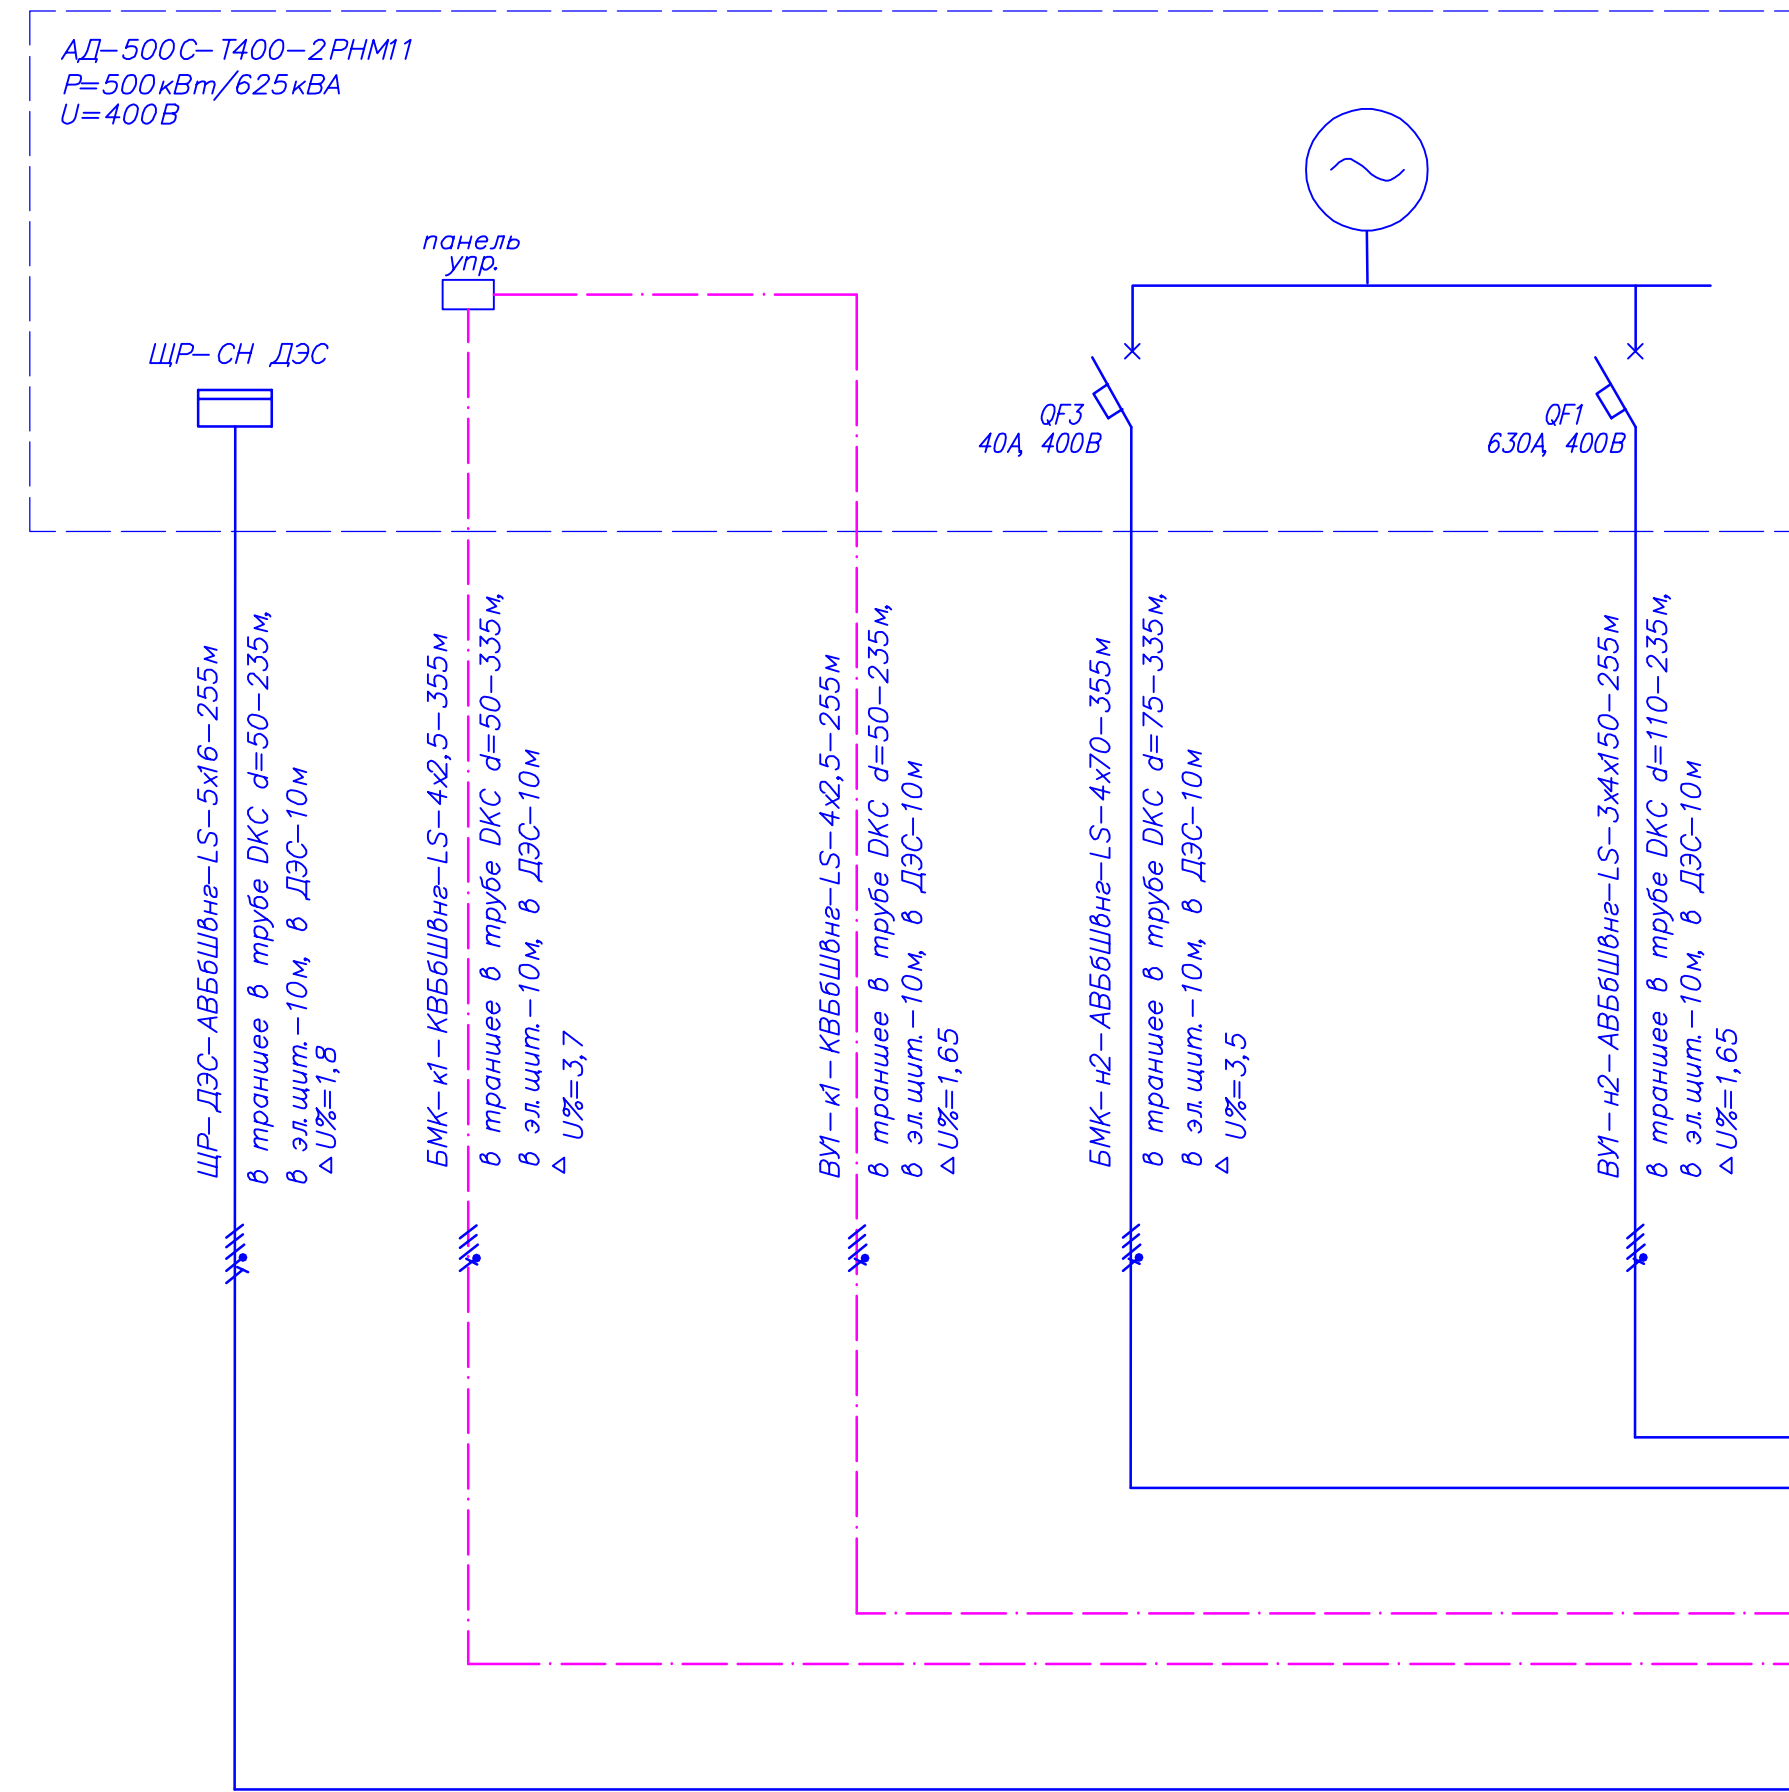 АД-500С-Т400-2РНМ11
Р=500кВт/625кВА
U=400В
панель
упр.
ЩР-СН ДЭС
QF3
40А, 400В
QF1
630А, 400В
ЩР-ДЭС-АВБбШвнг-LS-5х16-255м
в траншее в трубе DKC d=50-235м,
в эл.щит.-10м, в ДЭС-10м
△U%=1,8
БМК-к1-КВБбШвнг-LS-4х2,5-355м
в траншее в трубе DKC d=50-335м,
в эл.щит.-10м, в ДЭС-10м
△ U%=3,7
ВУ1-к1-КВБбШвнг-LS-4х2,5-255м
в траншее в трубе DKC d=50-235м,
в эл.щит.-10м, в ДЭС-10м
△U%=1,65
БМК-н2-АВБбШвнг-LS-4х70-355м
в траншее в трубе DKC d=75-335м,
в эл.щит.-10м, в ДЭС-10м
△ U%=3,5
ВУ1-н2-АВБбШвнг-LS-3х4х150-255м
в траншее в трубе DKC d=110-235м,
в эл.щит.-10м, в ДЭС-10м
△U%=1,65